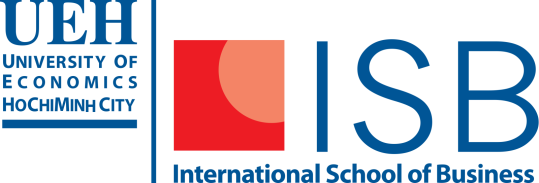 UEH
UNIVERSITY OF
ECONOMICS
HOCHIMINH CITY
ISB
International School of Business